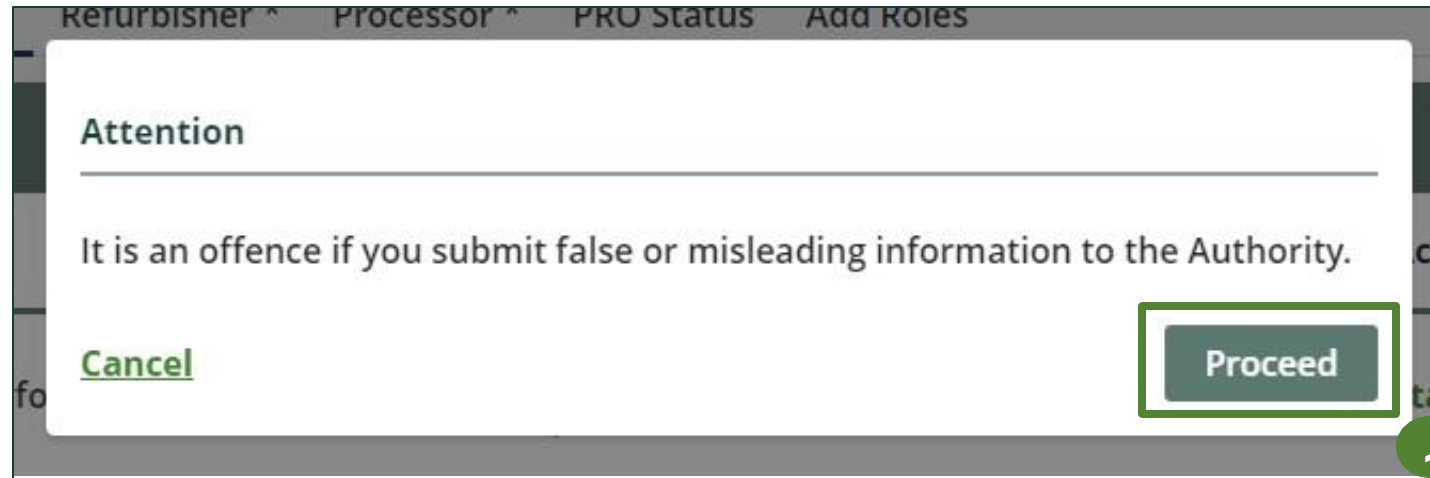 Refurbisher ^ Processor ^ PRO Status Add Roles
Attention
It is an offence if you submit false or misleading information to the Authority.
Cancel
Proceed